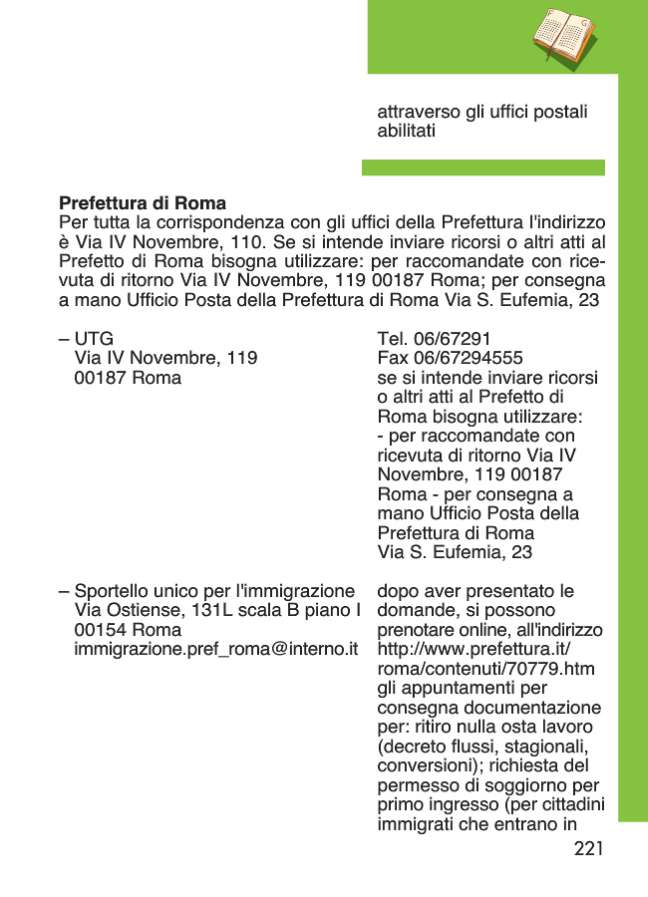 F G
attraverso gli uffici postali
abilitati
Prefettura di Roma
Per tutta la corrispondenza con gli uffici della Prefettura l'indirizzo
è Via IV Novembre, 110. Se si intende inviare ricorsi o altri atti al
Prefetto di Roma bisogna utilizzare: per raccomandate con rice-
vuta di ritorno Via IV Novembre, 119 00187 Roma; per consegna
a mano Ufficio Posta della Prefettura di Roma Via S. Eufemia, 23
– UTG
Via IV Novembre, 119
00187 Roma
Tel. 06/67291
Fax 06/67294555
se si intende inviare ricorsi
o altri atti al Prefetto di
Roma bisogna utilizzare:
- per raccomandate con
ricevuta di ritorno Via IV
Novembre, 119 00187
Roma - per consegna a
mano Ufficio Posta della
Prefettura di Roma
Via S. Eufemia, 23
– Sportello unico per l'immigrazione
Via Ostiense, 131L scala B piano I
00154 Roma
immigrazione.pref_roma@interno.it
dopo aver presentato le
domande, si possono
prenotare online, all'indirizzo
http://www.prefettura.it/
roma/contenuti/70779.htm
gli appuntamenti per
consegna documentazione
per: ritiro nulla osta lavoro
(decreto flussi, stagionali,
conversioni); richiesta del
permesso di soggiorno per
primo ingresso (per cittadini
immigrati che entrano in
221